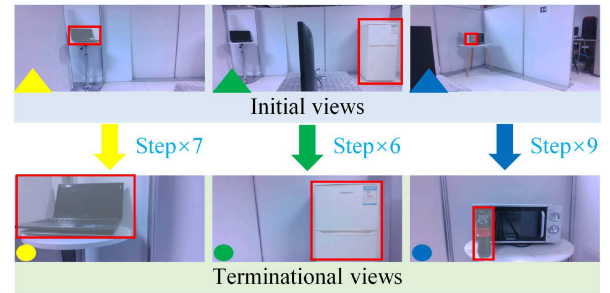 Initial views
Step×7
Step×6
Step×9
Terminational views